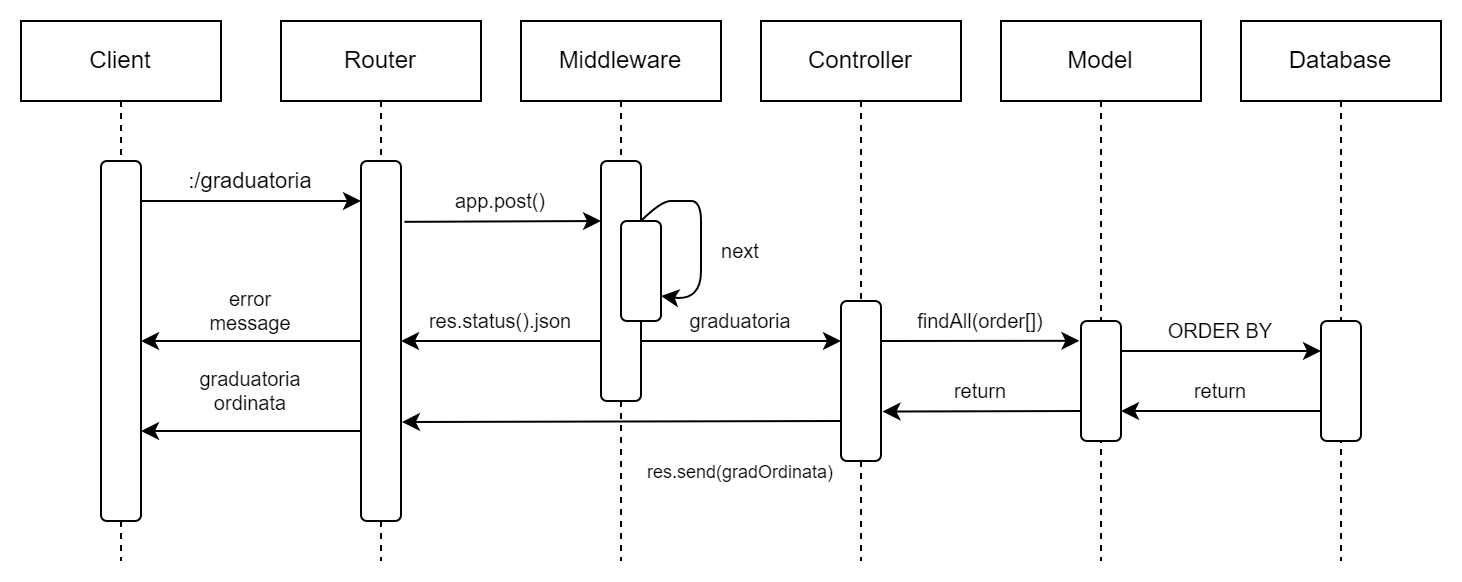 Client
Router
Middleware
Controller
Model
Database
:/graduatoria
app.post()
next
error
message
res.status().json
graduatoria
findAll(order[])
ORDER BY
graduatoria
ordinata
return
return
res.send(gradOrdinata)